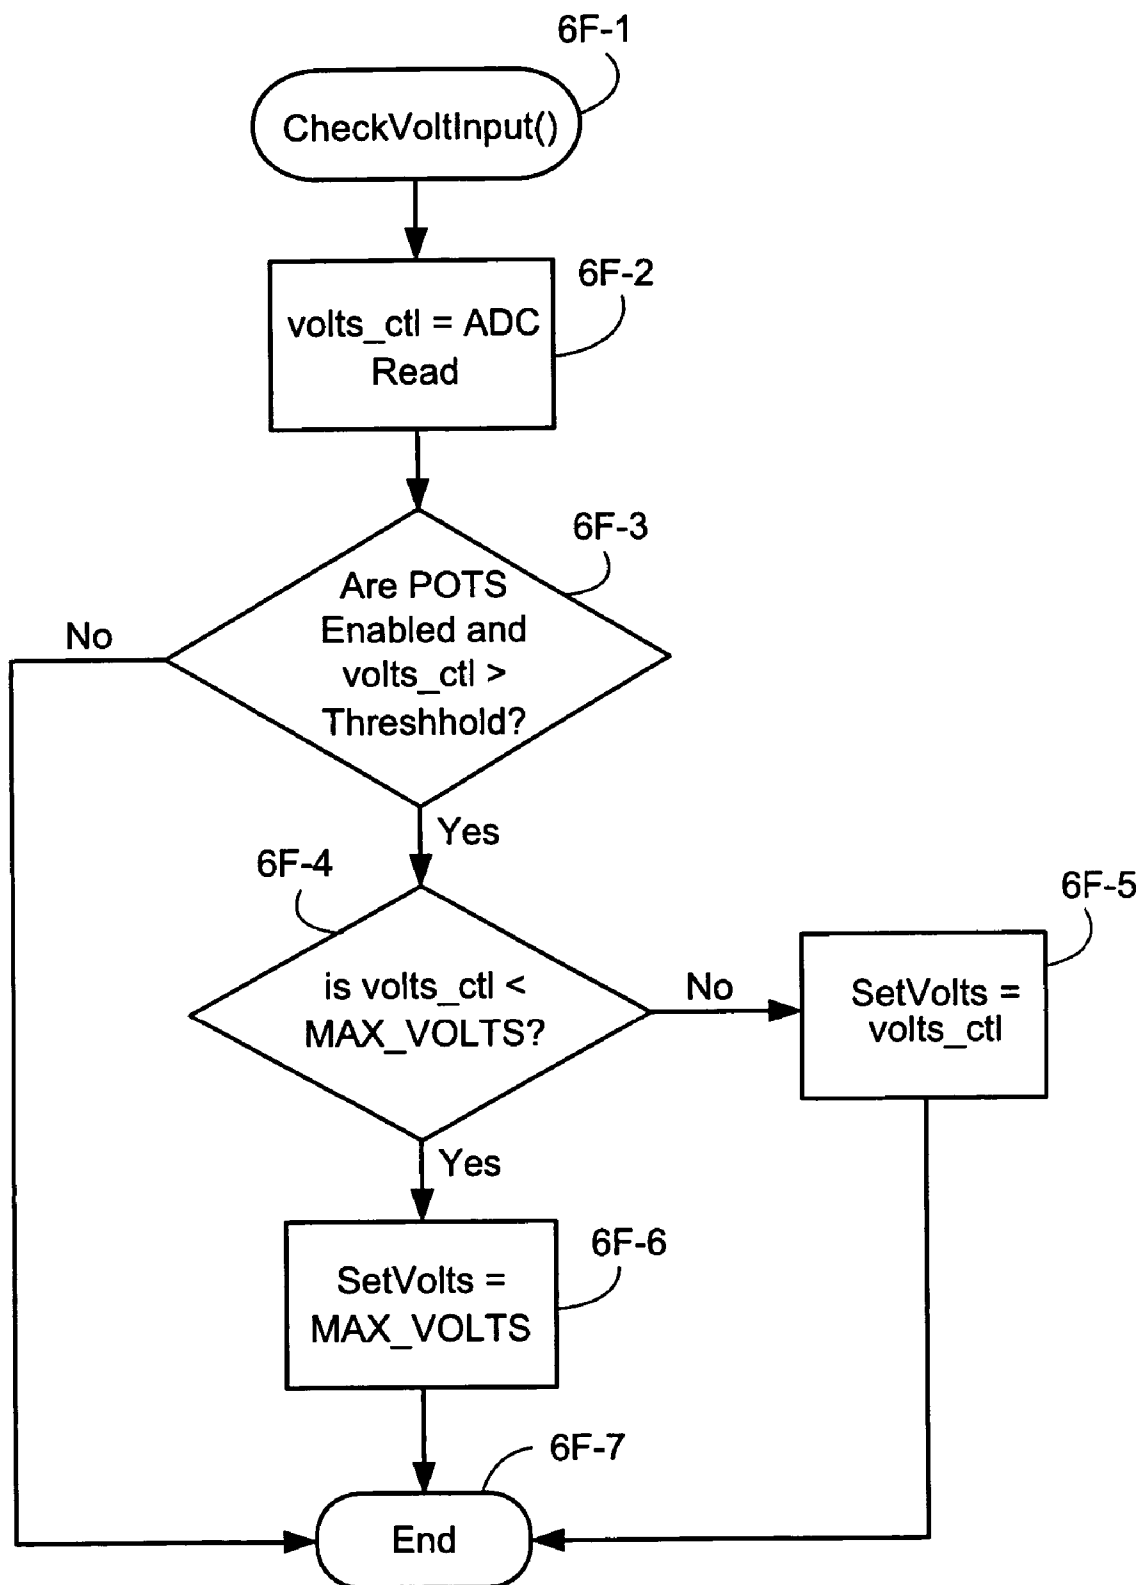 6F-1
CheckVoltInput()
6F-2
volts_ctl = ADC
Read
6F-3
Are POTS
Enabled and
volts_ctl >
Threshhold?
No
Yes
6F-4
is volts_ctl <
MAX_VOLTS?
No
6F-5
SetVolts =
volts_ctl
Yes
6F-6
SetVolts =
MAX_VOLTS
6F-7
End